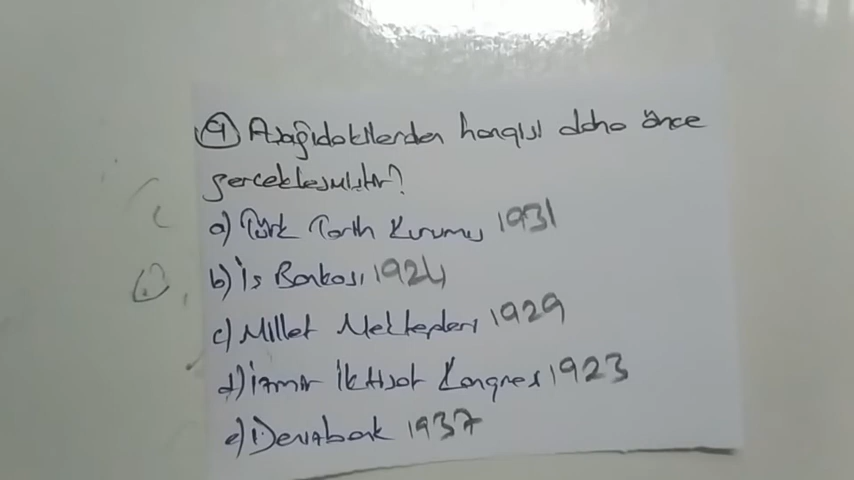 9 Aşağıdakilerden hangisi daha önce
gerçekleşmiştir?
a) Türk Tarih Kurumu 1931
b) İş Bankası 1924
c) Millet Mektepleri 1929
d) İzmir İktisat Kongresi 1923
e) Denizbank 1937